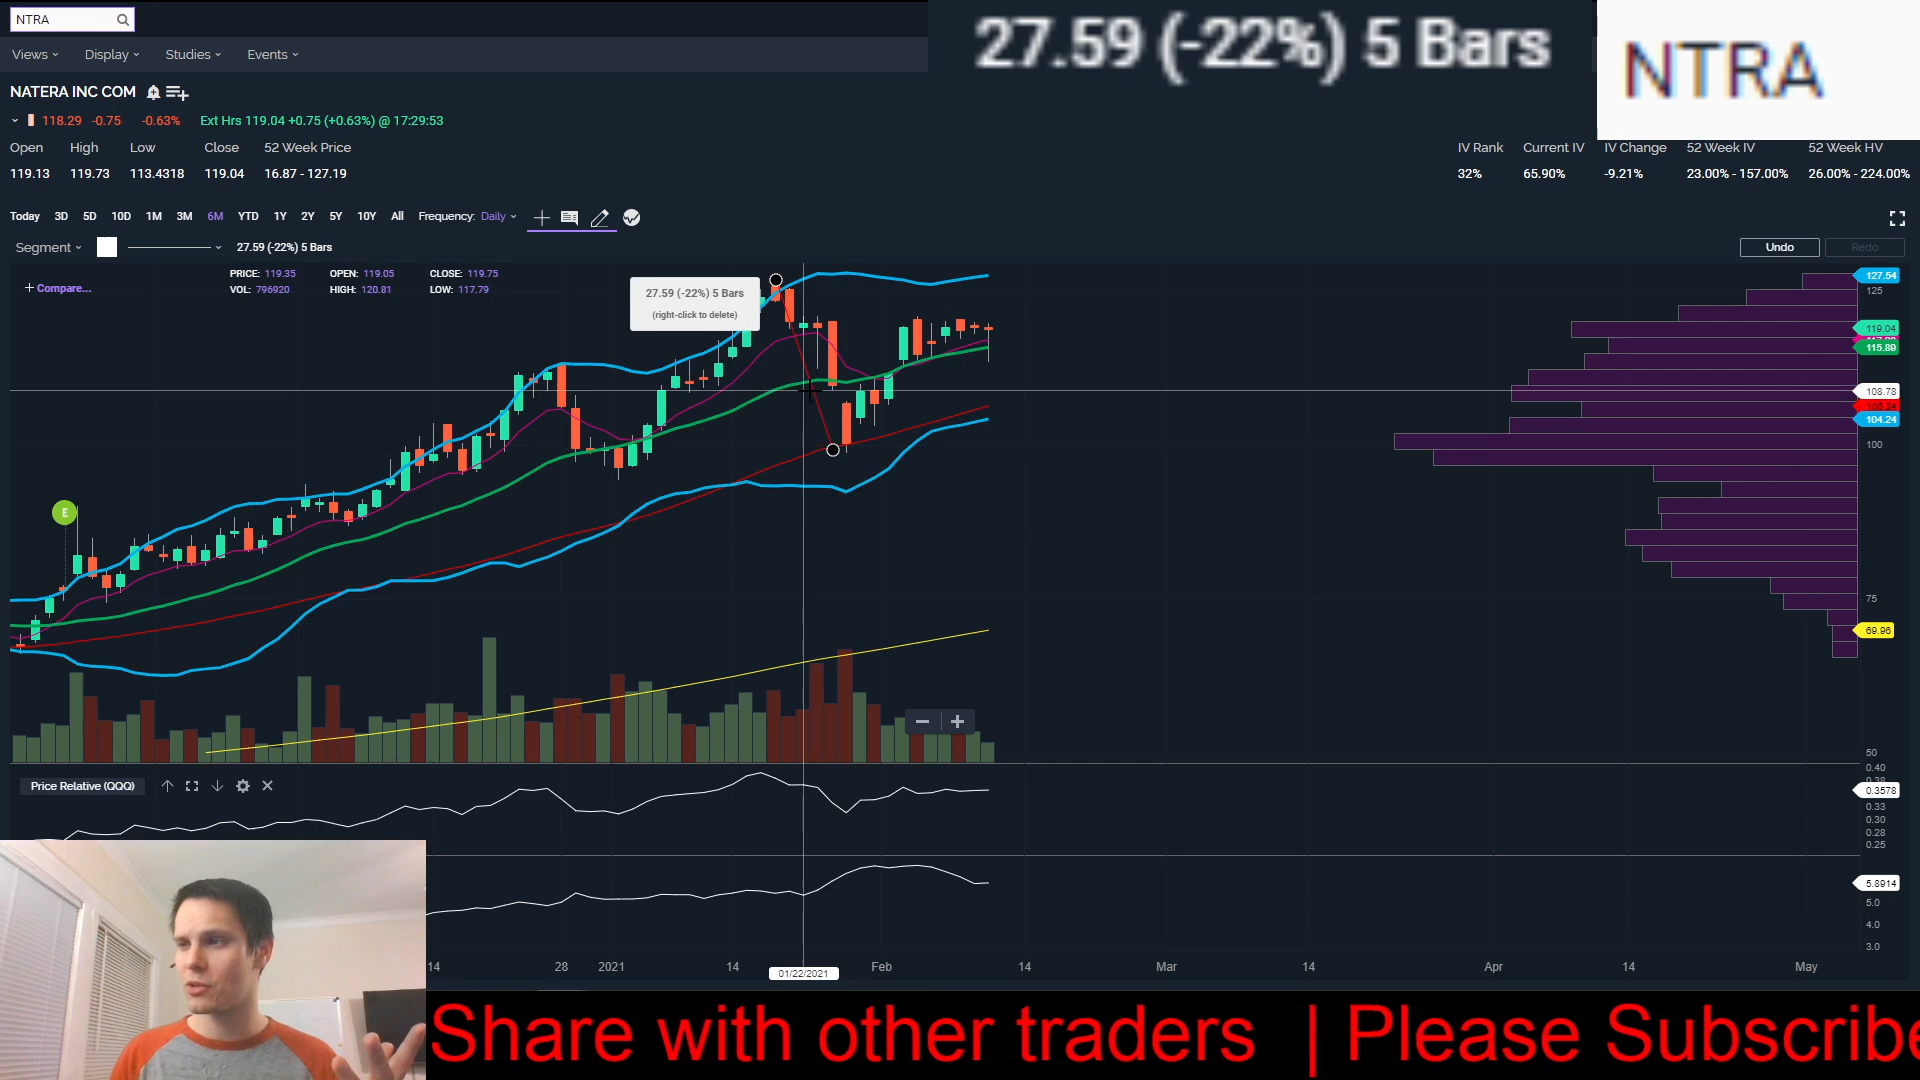 NTRA
27.59 (-22%) 5 Bars
NTRA
Views Display Studies Events
NATERA INC COM
118.29 -0.75 -0.63% Ext Hrs 119.04 +0.75 (+0.63%) @ 17:29:53
Open High Low Close 52 Week Price
119.13 119.73 113.4318 119.04 16.87 - 127.19
IV Rank Current IV IV Change 52 Week IV 52 Week HV
32% 65.90% -9.21% 23.00% - 157.00% 26.00% - 224.00%
Today 3D 5D 10D 1M 3M 6M YTD 1Y 2Y 5Y 10Y All Frequency: Daily
Segment 27.59 (-22%) 5 Bars
Undo Redo
+ Compare...
PRICE: 119.35 OPEN: 119.05 CLOSE: 119.75
VOL: 796920 HIGH: 120.81 LOW: 117.79
27.59 (-22%) 5 Bars
(right-click to delete)
127.54
125
119.04
115.89
108.78
104.24
100
E
75
69.96
50
Price Relative (QQQ)
0.40
0.38
0.3578
0.33
0.30
0.28
0.25
5.8914
5.0
4.0
3.0
14 28 2021 14 01/22/2021 Feb 14 Mar 14 Apr 14 May
Share with other traders | Please Subscribe